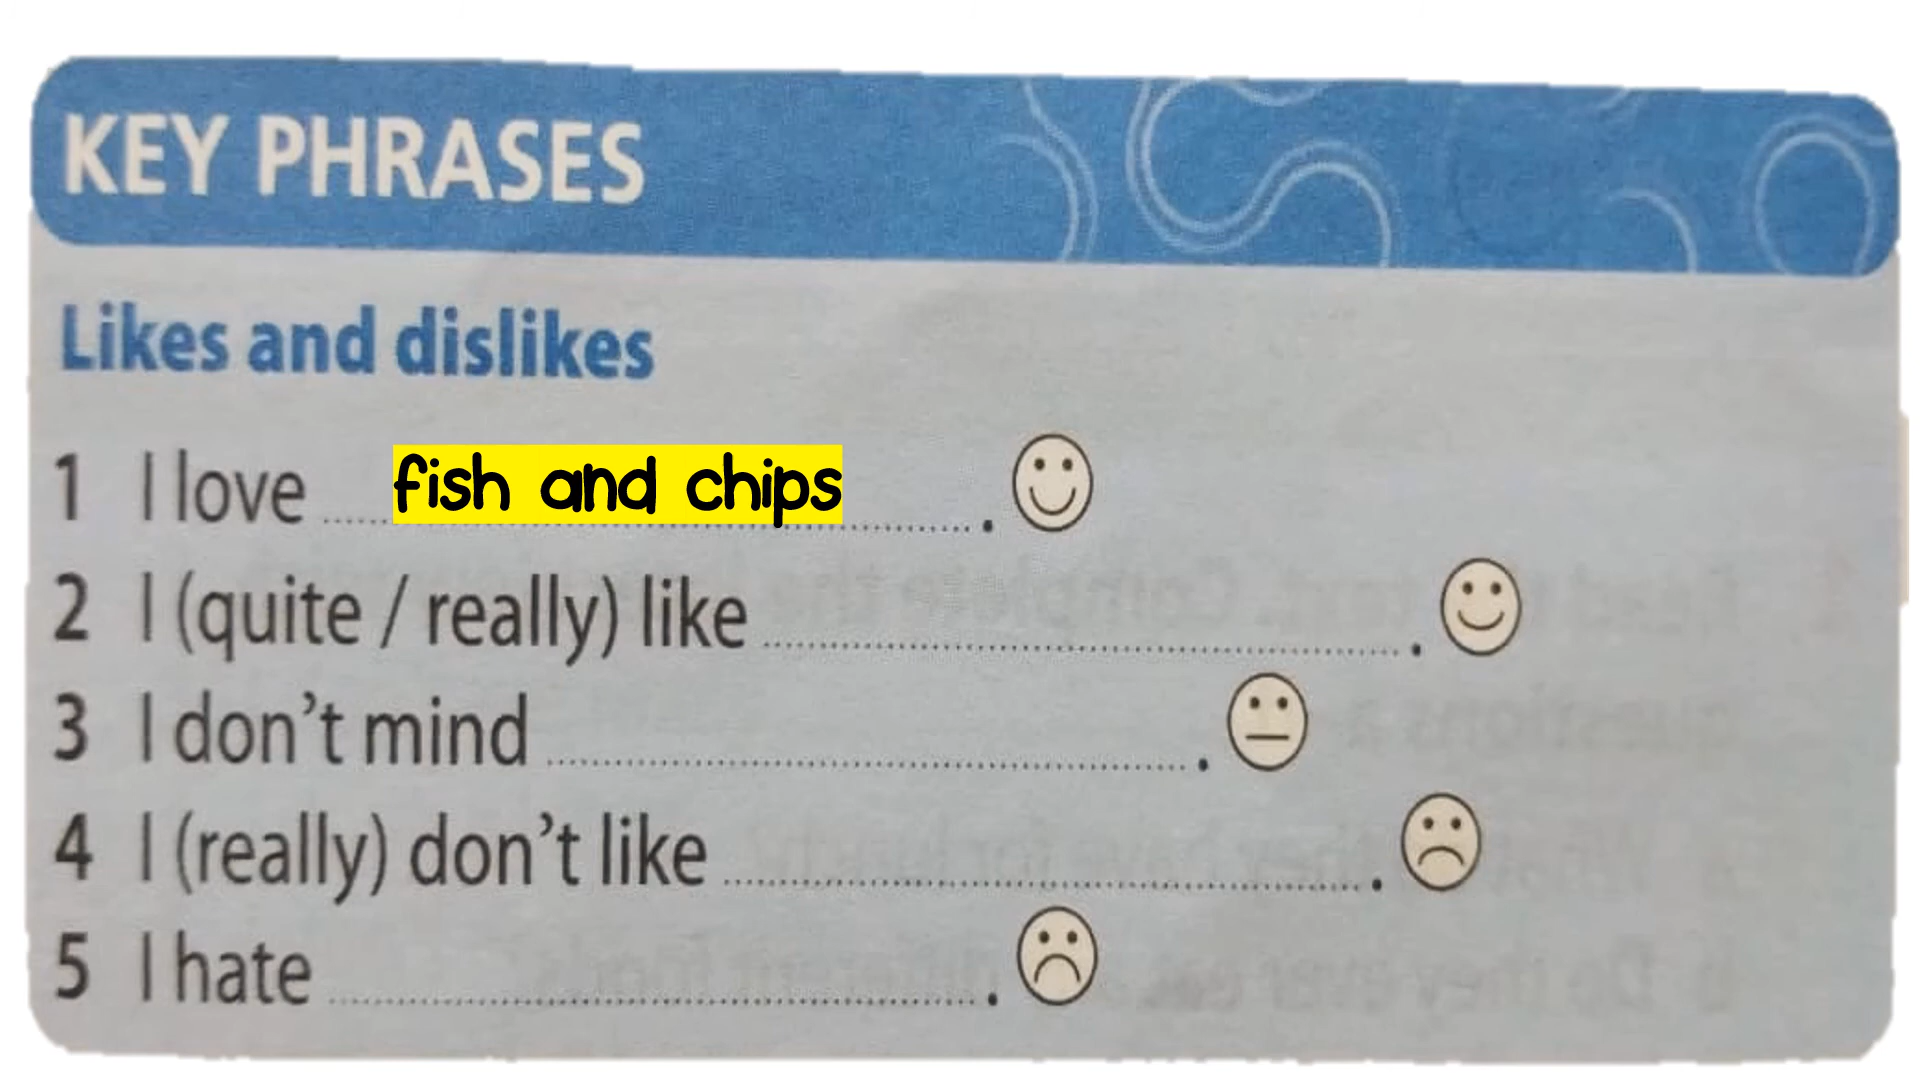 KEY PHRASES
Likes and dislikes
1 I love fish and chips.
2 I (quite / really) like ................................ .
3 I don't mind ................................ .
4 I (really) don't like ................................ .
5 I hate ................................ .